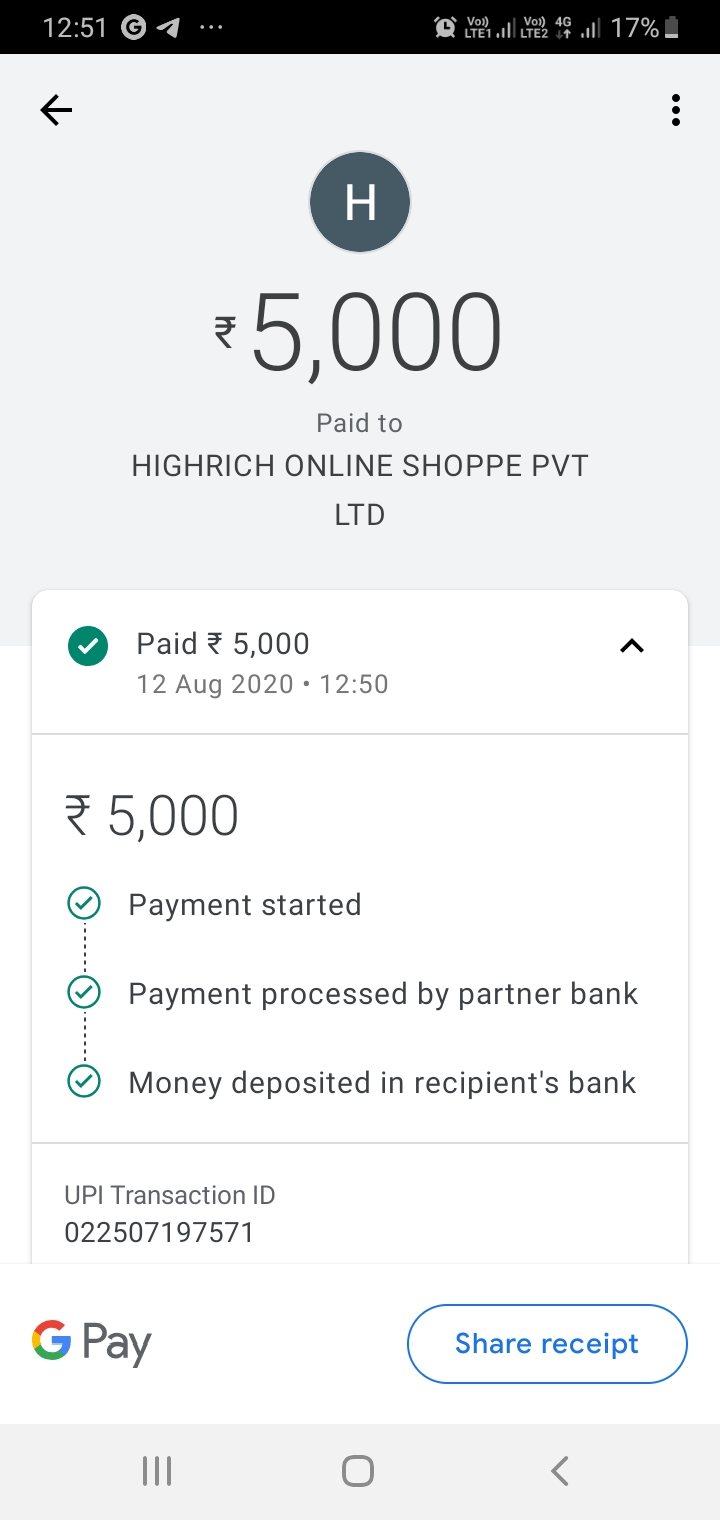 12:51 G ... Vo)) LTE1 Vo)) LTE2 4G 17%
H
₹5,000
Paid to
HIGHRICH ONLINE SHOPPE PVT
LTD
Paid ₹ 5,000
12 Aug 2020 • 12:50
₹ 5,000
Payment started
Payment processed by partner bank
Money deposited in recipient's bank
UPI Transaction ID
022507197571
G Pay
Share receipt